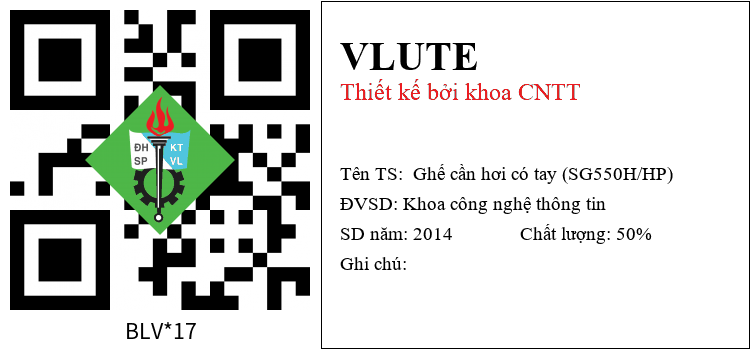 ĐH KT
SP VL
BLV*17
VLUTE
Thiết kế bởi khoa CNTT
Tên TS: Ghế cần hơi có tay (SG550H/HP)
ĐVSD: Khoa công nghệ thông tin
SD năm: 2014 Chất lượng: 50%
Ghi chú: